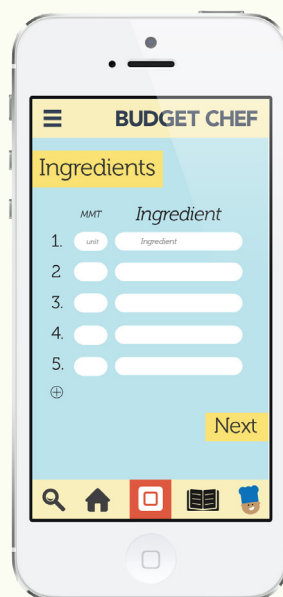 BUDGET CHEF
Ingredients
MMT Ingredient
1. unit Ingredient
2
3.
4.
5.
Next